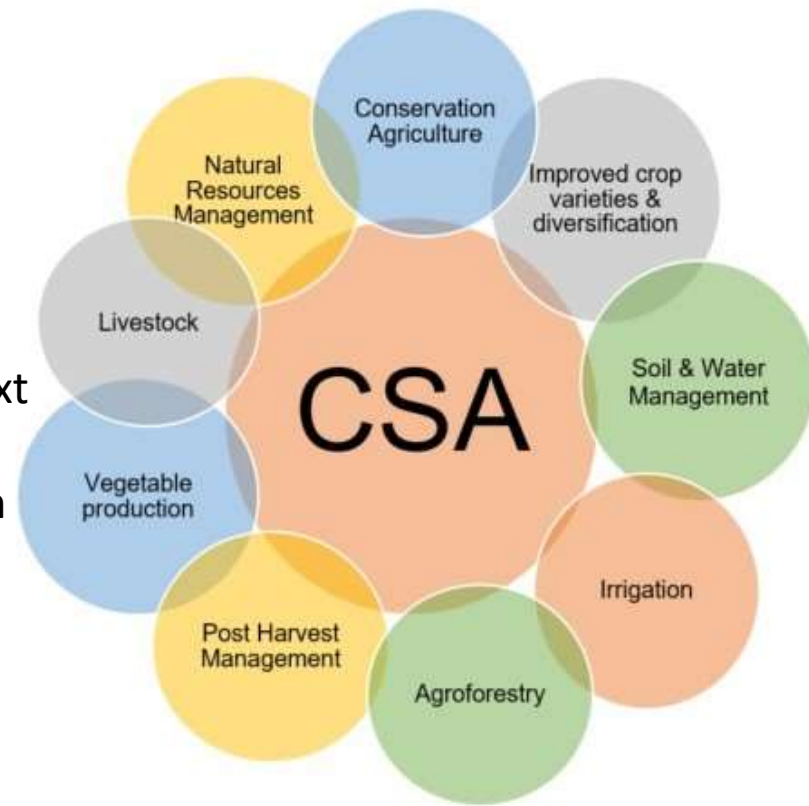 Conservation
Agriculture
Improved crop
varieties &
diversification
Soil & Water
Management
Irrigation
Agroforestry
Post Harvest
Management
Vegetable
production
Livestock
Natural
Resources
Management
CSA